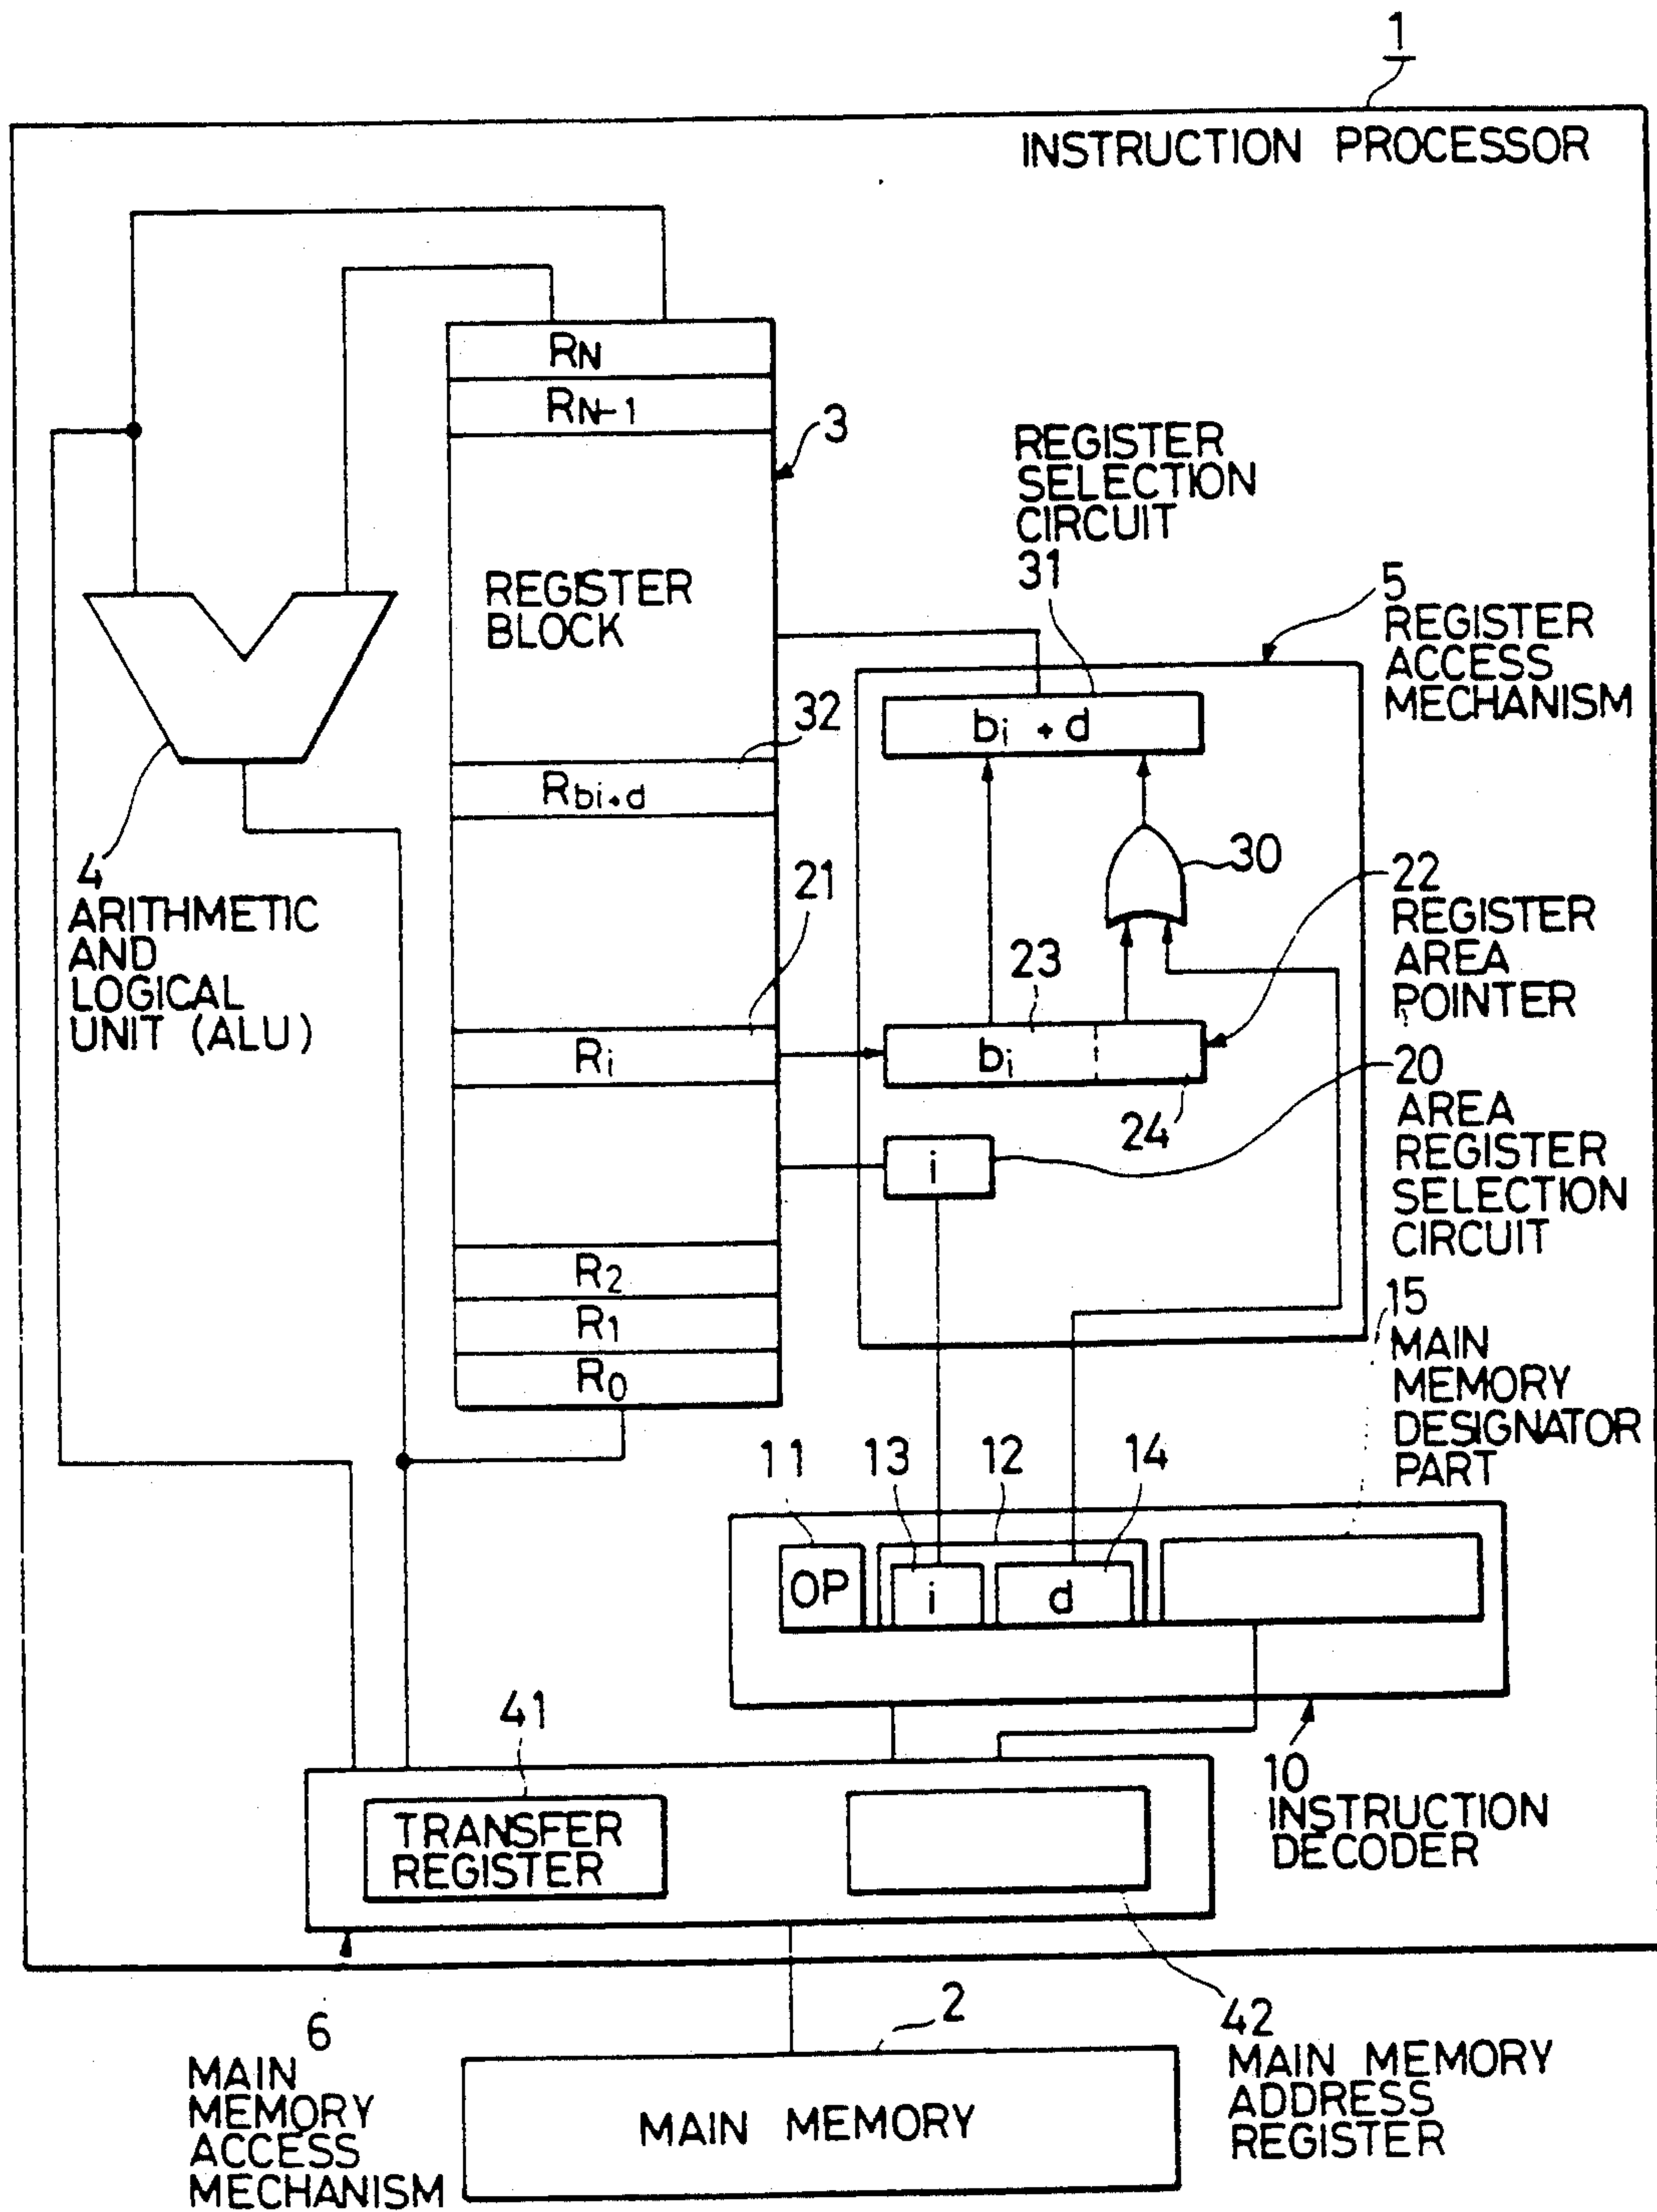 1
INSTRUCTION PROCESSOR
RN
RN-1
3
REGISTER
SELECTION
CIRCUIT
31
REGISTER
BLOCK
5
REGISTER
ACCESS
MECHANISM
bi + d
32
Rbi+d
4
ARITHMETIC
AND
LOGICAL
UNIT (ALU)
21
30
22
REGISTER
AREA
POINTER
23
Ri
bi
24
20
AREA
REGISTER
SELECTION
CIRCUIT
i
R2
R1
R0
15
MAIN
MEMORY
DESIGNATOR
PART
11
13
12
14
OP
i
d
41
TRANSFER
REGISTER
10
INSTRUCTION
DECODER
6
MAIN
MEMORY
ACCESS
MECHANISM
2
MAIN MEMORY
42
MAIN MEMORY
ADDRESS
REGISTER